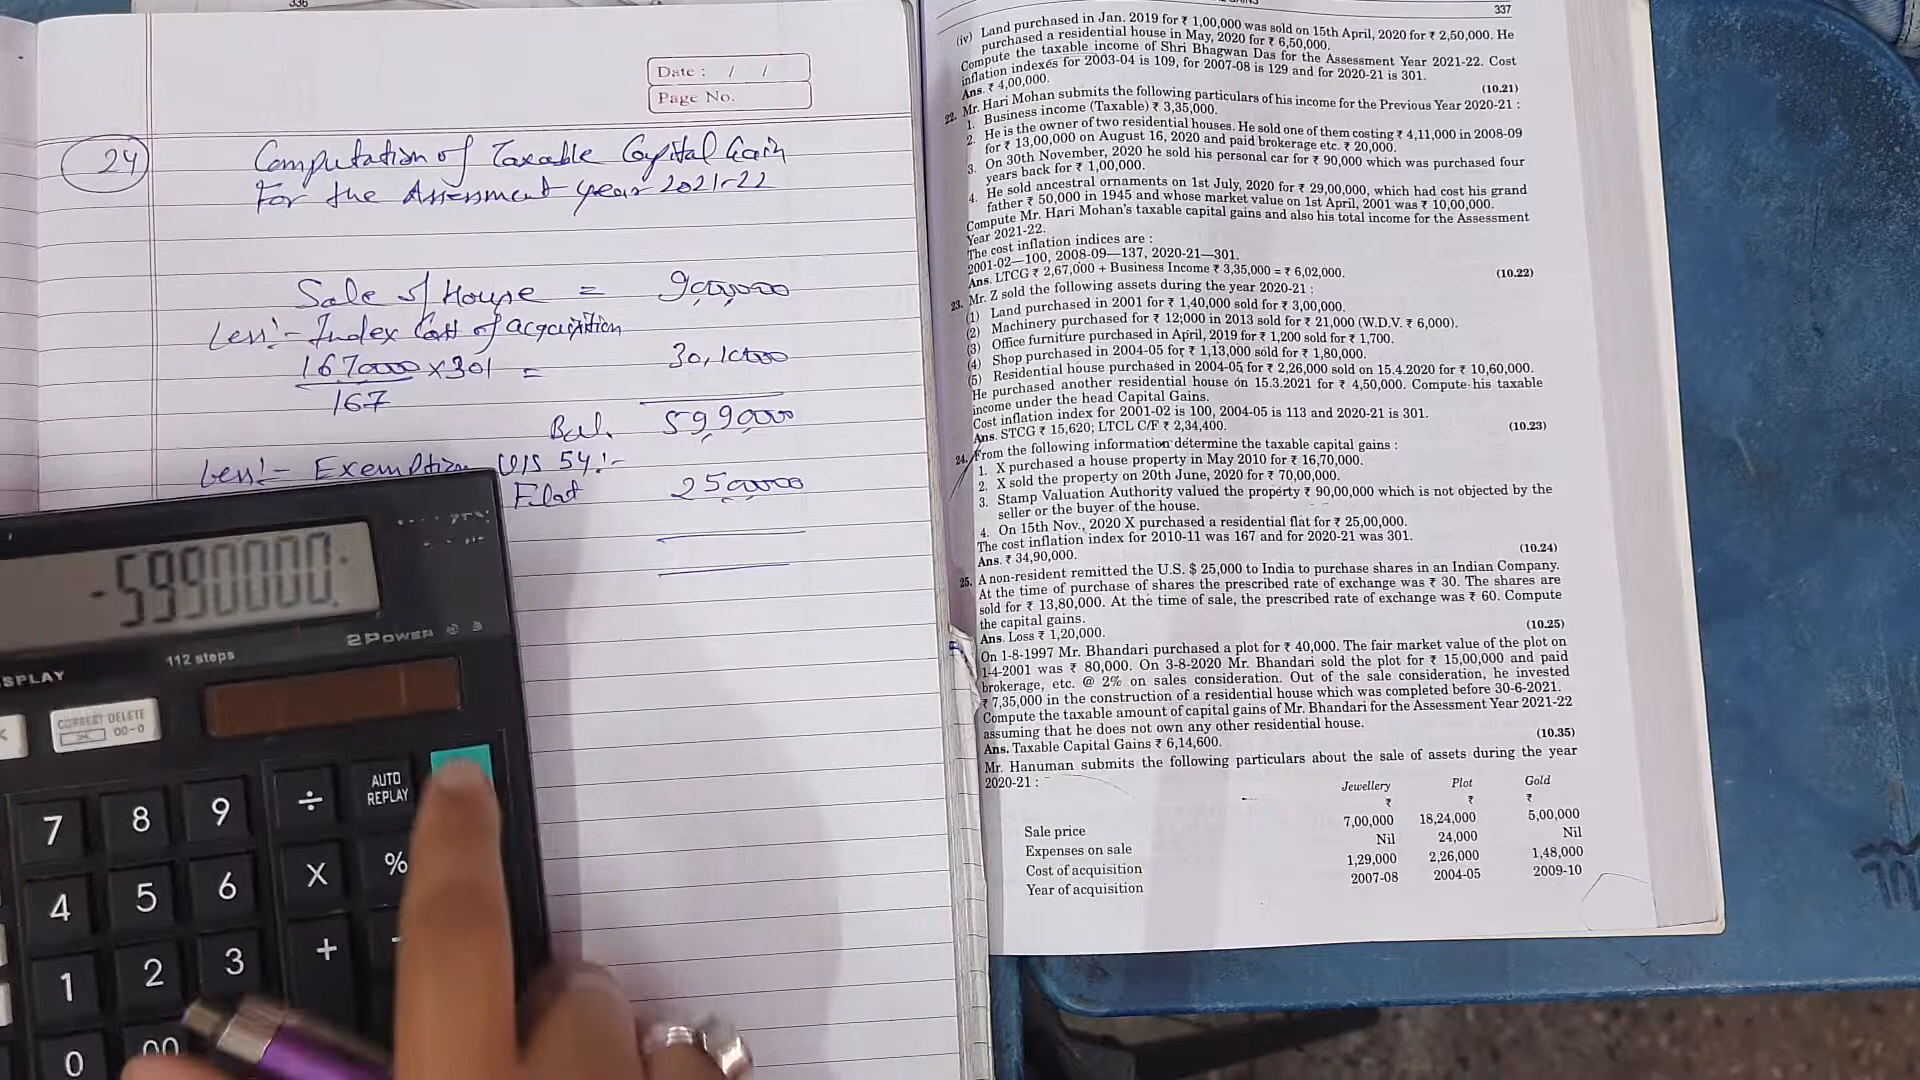 336
Date : / /
Page No.
24
Computation of Taxable Capital Gain
For the Assesment year 2021-22
Sale of House = 9000000
Less:- Index Cost of acquisition
1670000 x 301 = 3010000
167
Bal. 5990000
Less:- Exemption U/S 54:-
Flat 2500000
-5990000.
2 POWER
112 steps
SPLAY
CORRECT DELETE
00-0
AUTO
REPLAY
7 8 9 ÷
4 5 6 X %
1 2 3 + -
0 00
337
(iv) Land purchased in Jan. 2019 for ₹ 1,00,000 was sold on 15th April, 2020 for ₹ 2,50,000. He
purchased a residential house in May, 2020 for ₹ 6,50,000.
Compute the taxable income of Shri Bhagwan Das for the Assessment Year 2021-22. Cost
inflation indexes for 2003-04 is 109, for 2007-08 is 129 and for 2020-21 is 301.
Ans. ₹ 4,00,000.
(10.21)
22. Mr. Hari Mohan submits the following particulars of his income for the Previous Year 2020-21 :
1. Business income (Taxable) ₹ 3,35,000.
2. He is the owner of two residential houses. He sold one of them costing ₹ 4,11,000 in 2008-09
for ₹ 13,00,000 on August 16, 2020 and paid brokerage etc. ₹ 20,000.
3. On 30th November, 2020 he sold his personal car for ₹ 90,000 which was purchased four
years back for ₹ 1,00,000.
4. He sold ancestral ornaments on 1st July, 2020 for ₹ 29,00,000, which had cost his grand
father ₹ 50,000 in 1945 and whose market value on 1st April, 2001 was ₹ 10,00,000.
Compute Mr. Hari Mohan's taxable capital gains and also his total income for the Assessment
Year 2021-22.
The cost inflation indices are :
2001-02—100, 2008-09—137, 2020-21—301.
Ans. LTCG ₹ 2,67,000 + Business Income ₹ 3,35,000 = ₹ 6,02,000.
(10.22)
23. Mr. Z sold the following assets during the year 2020-21 :
(1) Land purchased in 2001 for ₹ 1,40,000 sold for ₹ 3,00,000.
(2) Machinery purchased for ₹ 12;000 in 2013 sold for ₹ 21,000 (W.D.V. ₹ 6,000).
(3) Office furniture purchased in April, 2019 for ₹ 1,200 sold for ₹ 1,700.
(4) Shop purchased in 2004-05 for ₹ 1,13,000 sold for ₹ 1,80,000.
(5) Residential house purchased in 2004-05 for ₹ 2,26,000 sold on 15.4.2020 for ₹ 10,60,000.
He purchased another residential house on 15.3.2021 for ₹ 4,50,000. Compute his taxable
income under the head Capital Gains.
Cost inflation index for 2001-02 is 100, 2004-05 is 113 and 2020-21 is 301.
Ans. STCG ₹ 15,620; LTCL C/F ₹ 2,34,400.
(10.23)
24. From the following information determine the taxable capital gains :
1. X purchased a house property in May 2010 for ₹ 16,70,000.
2. X sold the property on 20th June, 2020 for ₹ 70,00,000.
3. Stamp Valuation Authority valued the property ₹ 90,00,000 which is not objected by the
seller or the buyer of the house.
4. On 15th Nov., 2020 X purchased a residential flat for ₹ 25,00,000.
The cost inflation index for 2010-11 was 167 and for 2020-21 was 301.
Ans. ₹ 34,90,000.
(10.24)
25. A non-resident remitted the U.S. $ 25,000 to India to purchase shares in an Indian Company.
At the time of purchase of shares the prescribed rate of exchange was ₹ 30. The shares are
sold for ₹ 13,80,000. At the time of sale, the prescribed rate of exchange was ₹ 60. Compute
the capital gains.
Ans. Loss ₹ 1,20,000.
(10.25)
On 1-8-1997 Mr. Bhandari purchased a plot for ₹ 40,000. The fair market value of the plot on
1-4-2001 was ₹ 80,000. On 3-8-2020 Mr. Bhandari sold the plot for ₹ 15,00,000 and paid
brokerage, etc. @ 2% on sales consideration. Out of the sale consideration, he invested
₹ 7,35,000 in the construction of a residential house which was completed before 30-6-2021.
Compute the taxable amount of capital gains of Mr. Bhandari for the Assessment Year 2021-22
assuming that he does not own any other residential house.
Ans. Taxable Capital Gains ₹ 6,14,600.
(10.35)
Mr. Hanuman submits the following particulars about the sale of assets during the year
2020-21 :
Jewellery Plot Gold
₹ ₹ ₹
Sale price 7,00,000 18,24,000 5,00,000
Expenses on sale Nil 24,000 Nil
Cost of acquisition 1,29,000 2,26,000 1,48,000
Year of acquisition 2007-08 2004-05 2009-10